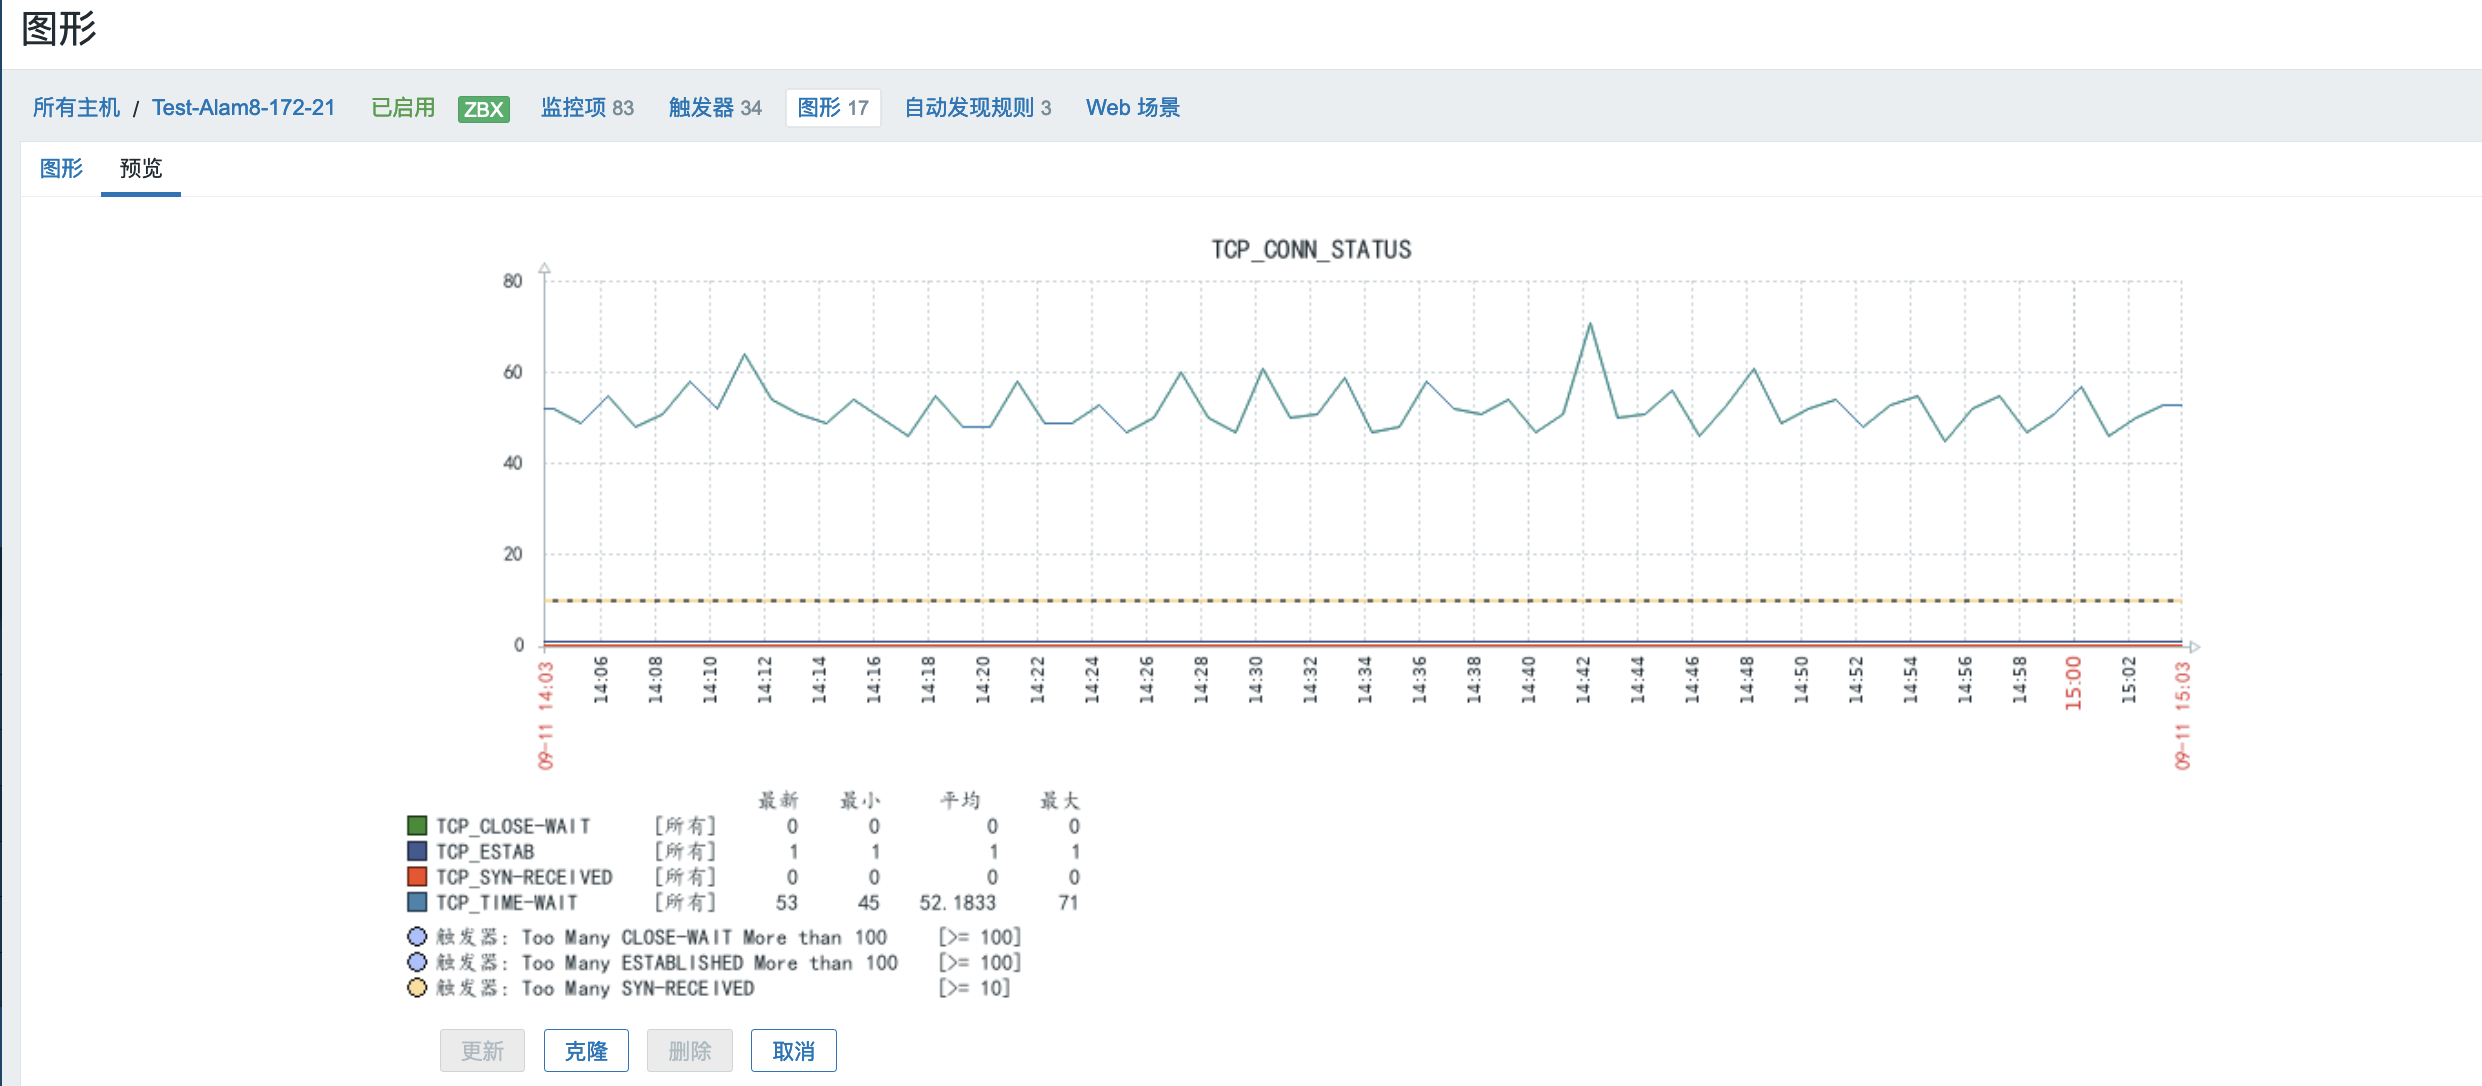 图形
所有主机 / Test-Alam8-172-21 已启用 ZBX 监控项 83 触发器 34 图形 17 自动发现规则 3 Web 场景
图形 预览
TCP_CONN_STATUS
80
60
40
20
0
09-11 14:03 14:06 14:08 14:10 14:12 14:14 14:16 14:18 14:20 14:22 14:24 14:26 14:28 14:30 14:32 14:34 14:36 14:38 14:40 14:42 14:44 14:46 14:48 14:50 14:52 14:54 14:56 14:58 15:00 15:02 09-11 15:03
最新 最小 平均 最大
TCP_CLOSE-WAIT [所有] 0 0 0 0
TCP_ESTAB [所有] 1 1 1 1
TCP_SYN-RECEIVED [所有] 0 0 0 0
TCP_TIME-WAIT [所有] 53 45 52.1833 71
触发器: Too Many CLOSE-WAIT More than 100 [>= 100]
触发器: Too Many ESTABLISHED More than 100 [>= 100]
触发器: Too Many SYN-RECEIVED [>= 10]
更新 克隆 删除 取消